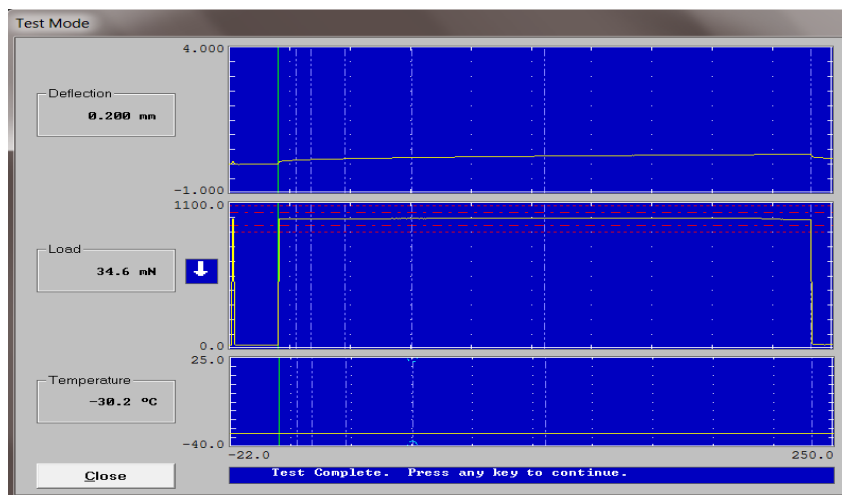 Test Mode
4.000
Deflection
0.200 mm
-1.000
1100.0
Load
34.6 mN
0.0
25.0
Temperature
-30.2 ºC
-40.0
-22.0 250.0
Close
Test Complete. Press any key to continue.